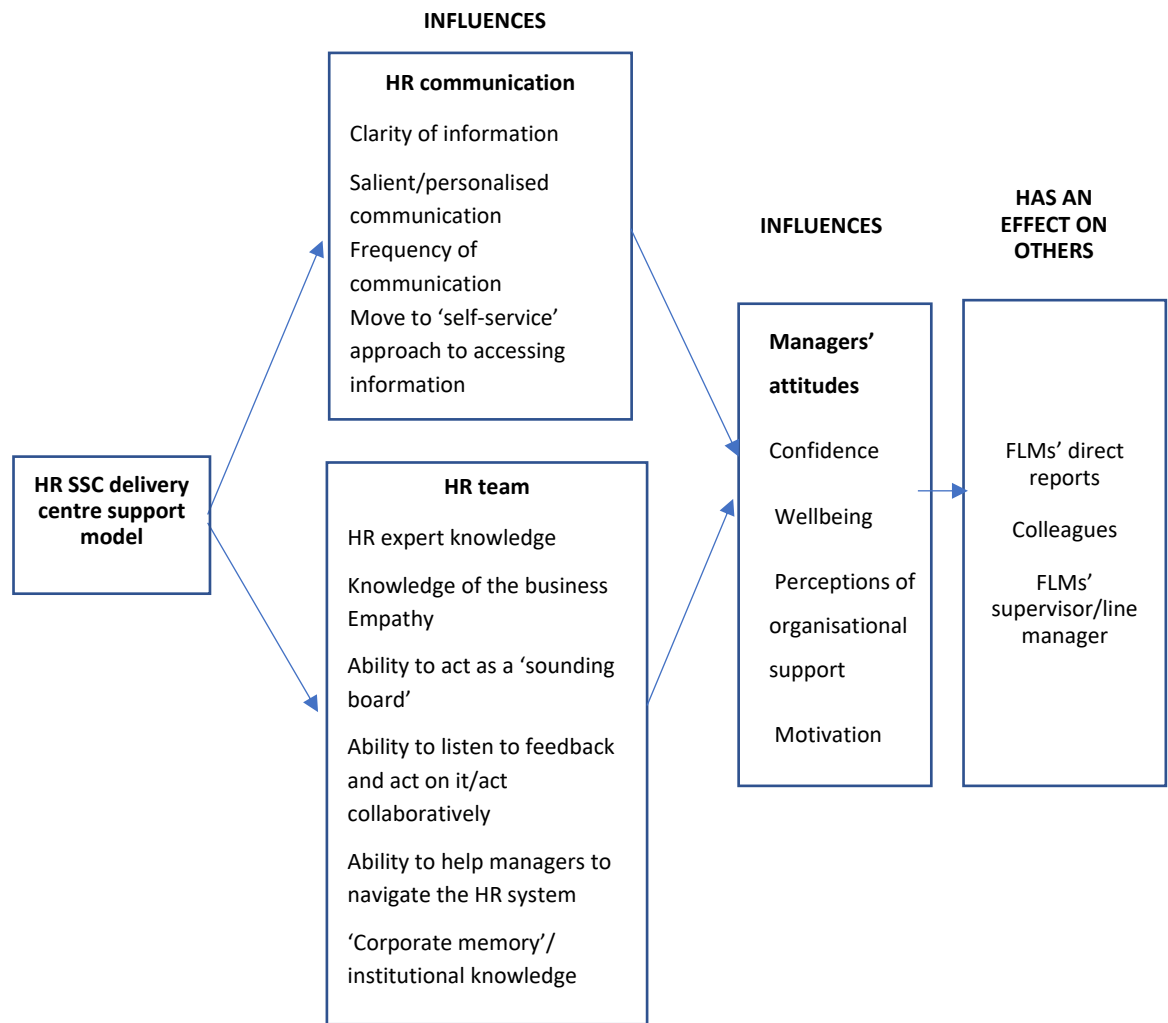 INFLUENCES
HR communication
Clarity of information
Salient/personalised
communication
Frequency of
communication
Move to ‘self-service’
approach to accessing
information
HR SSC delivery
centre support
model
HR team
HR expert knowledge
Knowledge of the business
Empathy
Ability to act as a ‘sounding
board’
Ability to listen to feedback
and act on it/act
collaboratively
Ability to help managers to
navigate the HR system
‘Corporate memory’/
institutional knowledge
INFLUENCES
Managers’
attitudes
Confidence
Wellbeing
Perceptions of
organisational
support
Motivation
HAS AN
EFFECT ON
OTHERS
FLMs’ direct
reports
Colleagues
FLMs’
supervisor/line
manager